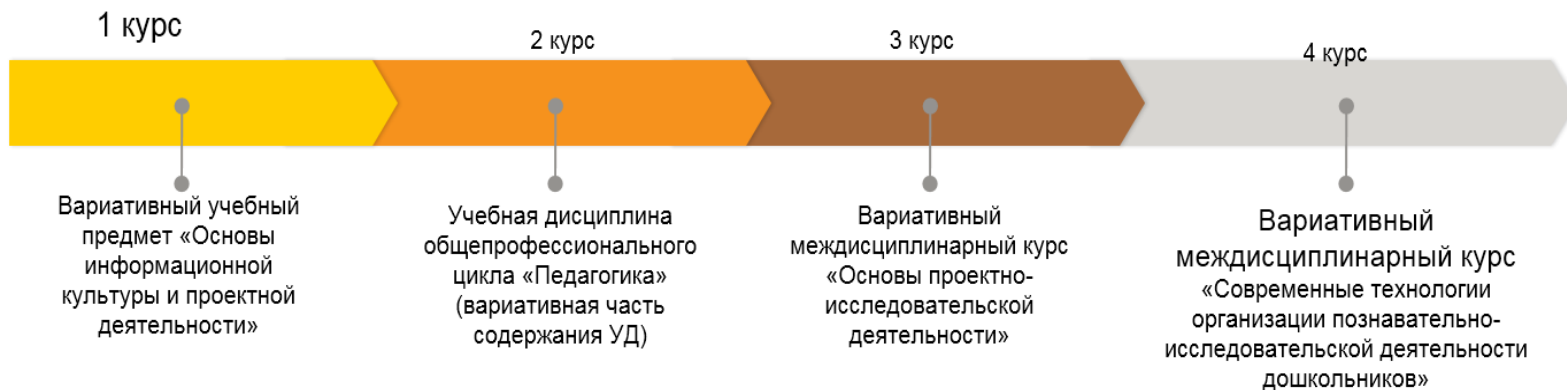 1 курс
Вариативный учебный
предмет «Основы
информационной
культуры и проектной
деятельности»
2 курс
Учебная дисциплина
общепрофессионального
цикла «Педагогика»
(вариативная часть
содержания УД)
3 курс
Вариативный
междисциплинарный курс
«Основы проектно-
исследовательской
деятельности»
4 курс
Вариативный
междисциплинарный курс
«Современные технологии
организации познавательно-
исследовательской деятельности
дошкольников»